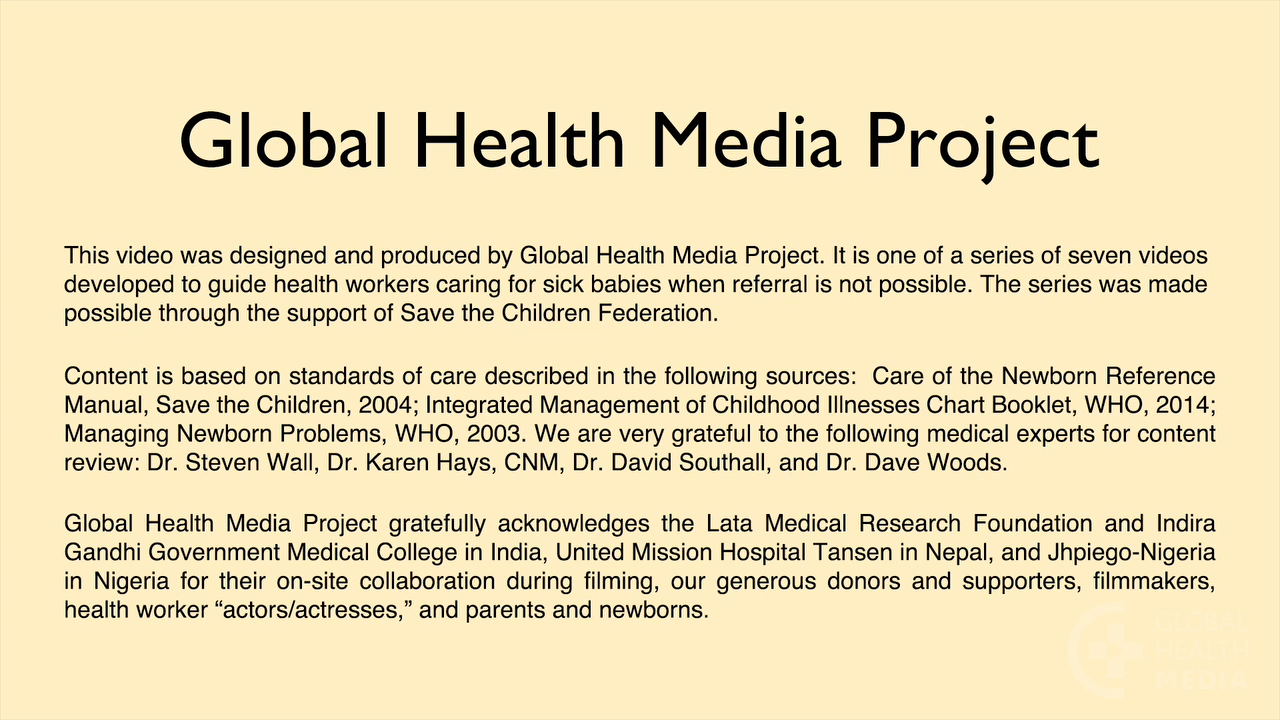 Global Health Media Project
This video was designed and produced by Global Health Media Project. It is one of a series of seven videos
developed to guide health workers caring for sick babies when referral is not possible. The series was made
possible through the support of Save the Children Federation.
Content is based on standards of care described in the following sources:  Care of the Newborn Reference
Manual, Save the Children, 2004; Integrated Management of Childhood Illnesses Chart Booklet, WHO, 2014;
Managing Newborn Problems, WHO, 2003. We are very grateful to the following medical experts for content
review: Dr. Steven Wall, Dr. Karen Hays, CNM, Dr. David Southall, and Dr. Dave Woods.
Global Health Media Project gratefully acknowledges the Lata Medical Research Foundation and Indira
Gandhi Government Medical College in India, United Mission Hospital Tansen in Nepal, and Jhpiego-Nigeria
in Nigeria for their on-site collaboration during filming, our generous donors and supporters, filmmakers,
health worker “actors/actresses,” and parents and newborns.
GLOBAL
HEALTH
MEDIA